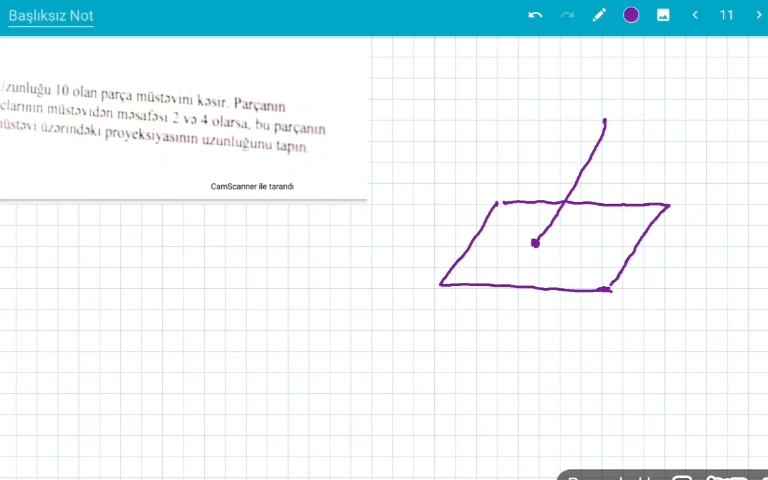 Başlıksız Not
11
Uzunluğu 10 olan parça müstəvini kəsir. Parçanın
uclarının müstəvidən məsafəsi 2 və 4 olarsa, bu parçanın
müstəvi üzərindəki proyeksiyasının uzunluğunu tapın.
CamScanner ile tarandı